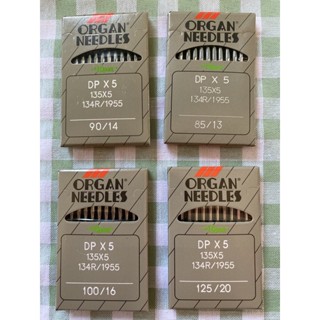 ORGAN®
NEEDLES
DP X 5
135X5
134R/1955
90/14
ORGAN®
NEEDLES
DP X 5
135X5
134R/1955
85/13
ORGAN®
NEEDLES
DP X 5
135X5
134R/1955
100/16
ORGAN®
NEEDLES
DP X 5
135X5
134R/1955
125/20